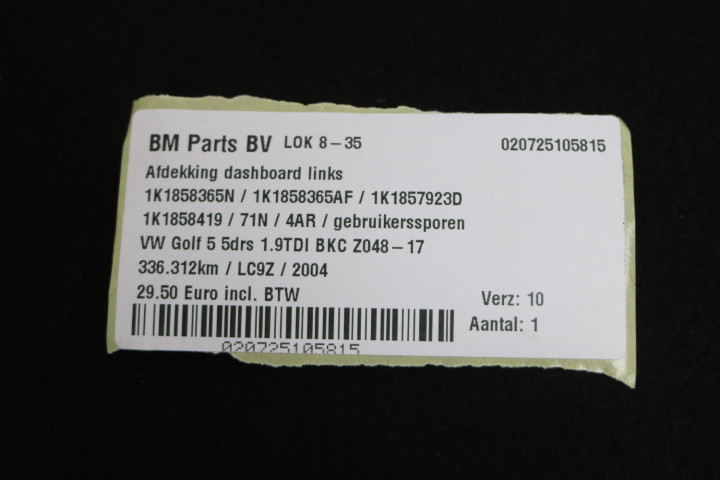 BM Parts BV LOK 8-35 020725105815
Afdekking dashboard links
1K1858365N / 1K1858365AF / 1K1857923D
1K1858419 / 71N / 4AR / gebruikerssporen
VW Golf 5 5drs 1.9TDI BKC Z048-17
336.312km / LC9Z / 2004
29.50 Euro incl. BTW Verz: 10
Aantal: 1
020725105815